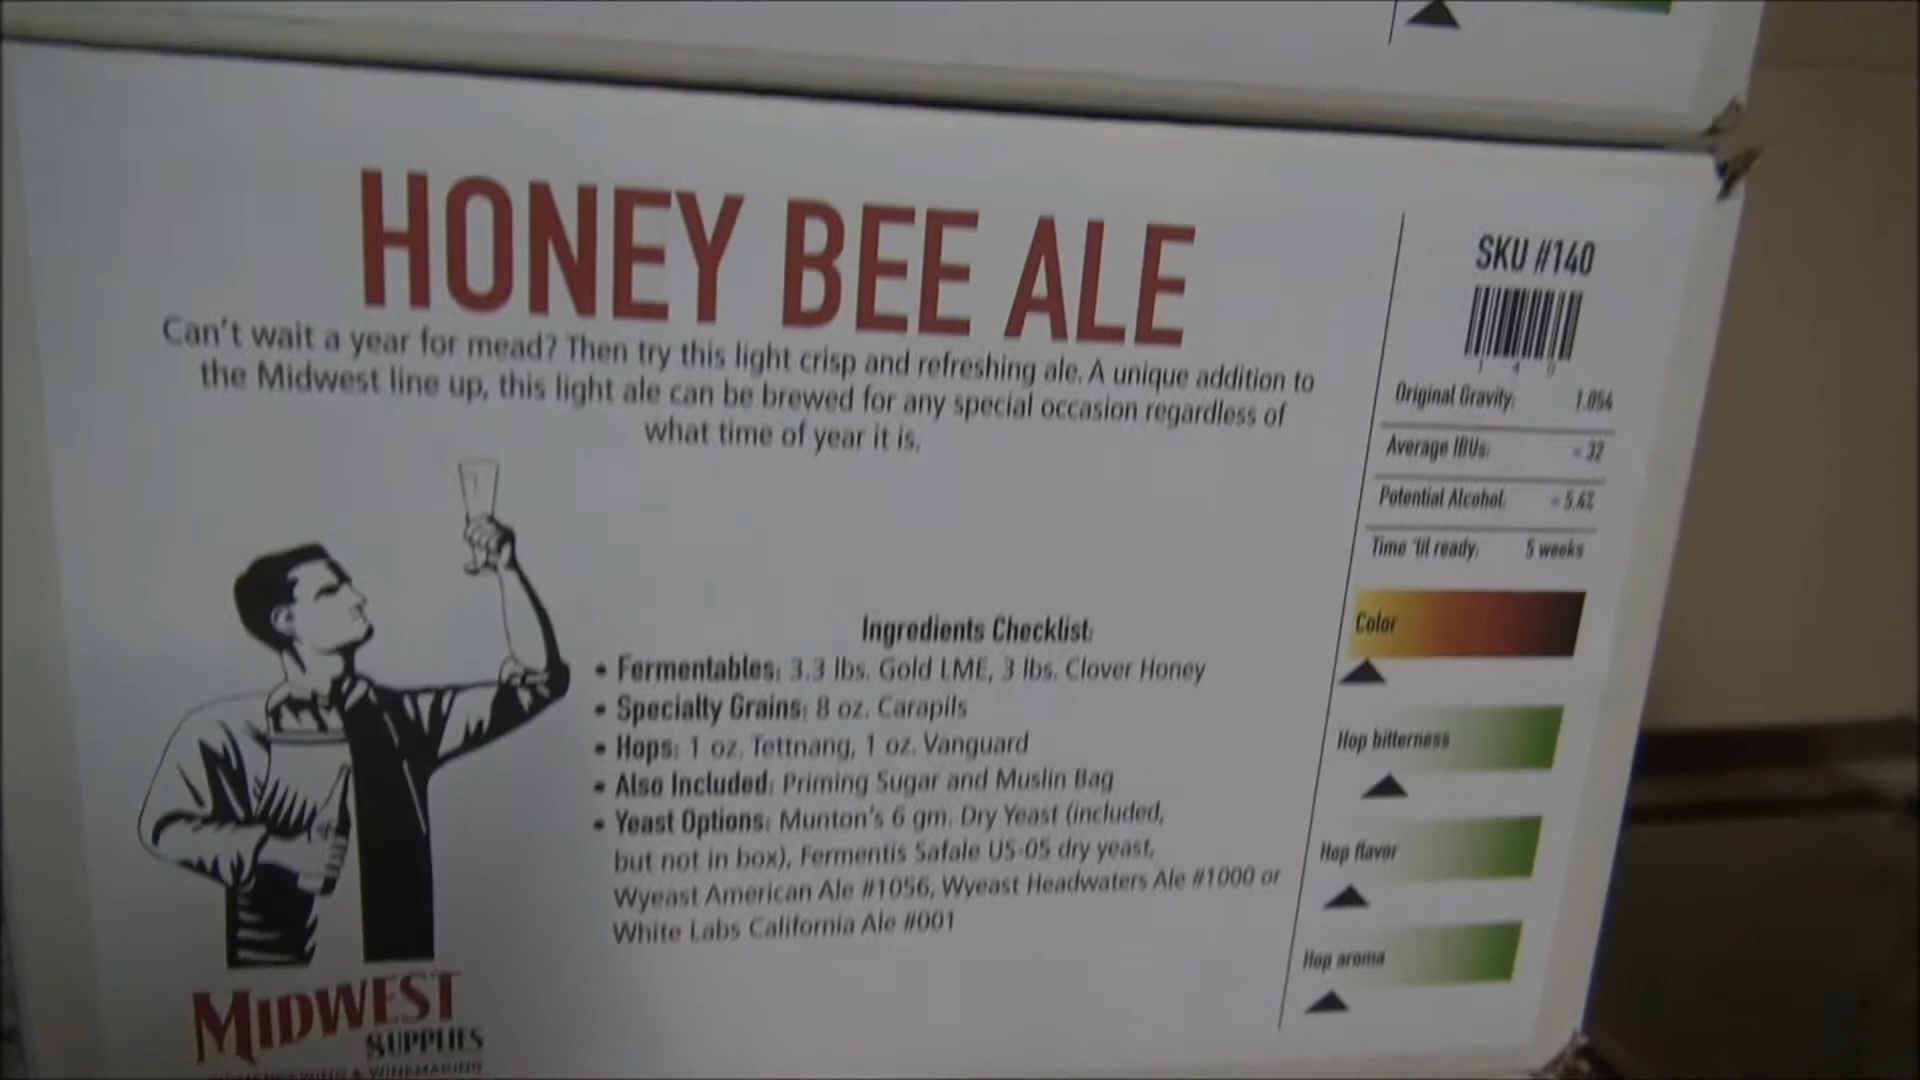 HONEY BEE ALE
Can't wait a year for mead? Then try this light crisp and refreshing ale. A unique addition to
the Midwest line up, this light ale can be brewed for any special occasion regardless of
what time of year it is.
Ingredients Checklist:
• Fermentables: 3.3 lbs. Gold LME, 3 lbs. Clover Honey
• Specialty Grains: 8 oz. Carapils
• Hops: 1 oz. Tettnang, 1 oz. Vanguard
• Also Included: Priming Sugar and Muslin Bag
• Yeast Options: Munton's 6 gm. Dry Yeast (included,
but not in box), Fermentis Safale US-05 dry yeast,
Wyeast American Ale #1056, Wyeast Headwaters Ale #1000 or
White Labs California Ale #001
MIDWEST
SUPPLIES
& WINEMAKING
SKU #140
1 4 0
Original Gravity: 1.054
Average IBUs: ~ 32
Potential Alcohol: ~ 5.4%
Time 'til ready: 5 weeks
Color
Hop bitterness
Hop flavor
Hop aroma